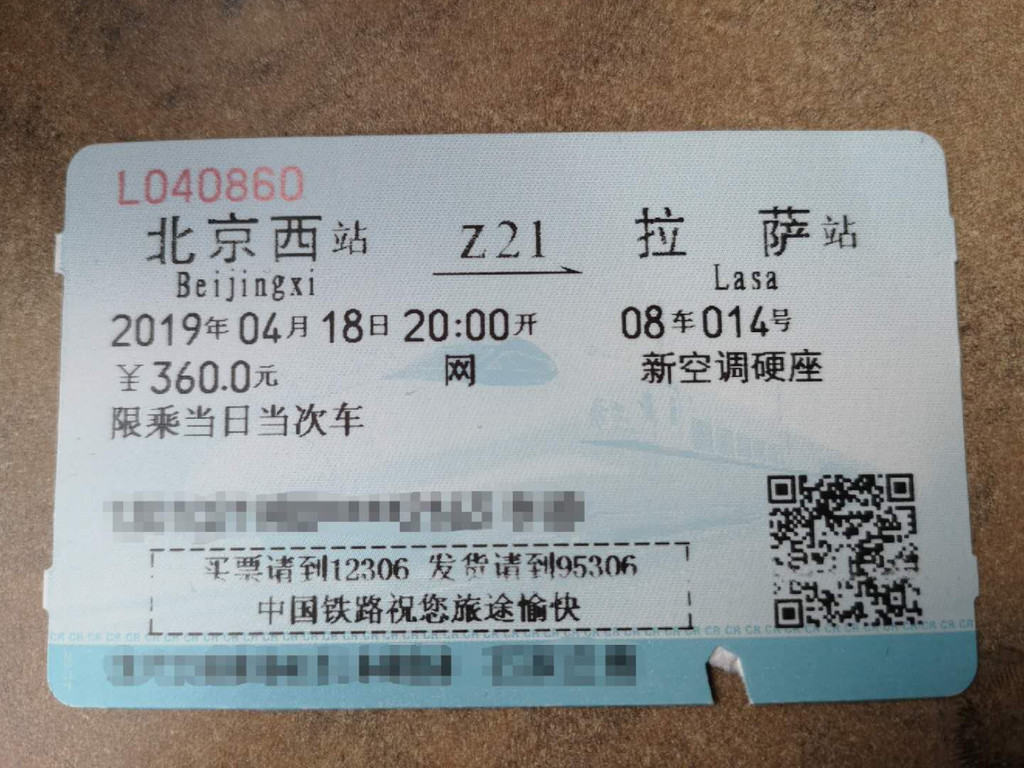 L040860
北京西站 Z21 拉萨站
Beijingxi Lasa
2019年04月18日20:00开 08车014号
￥360.0元 网 新空调硬座
限乘当日当次车
买票请到12306 发货请到95306
中国铁路祝您旅途愉快